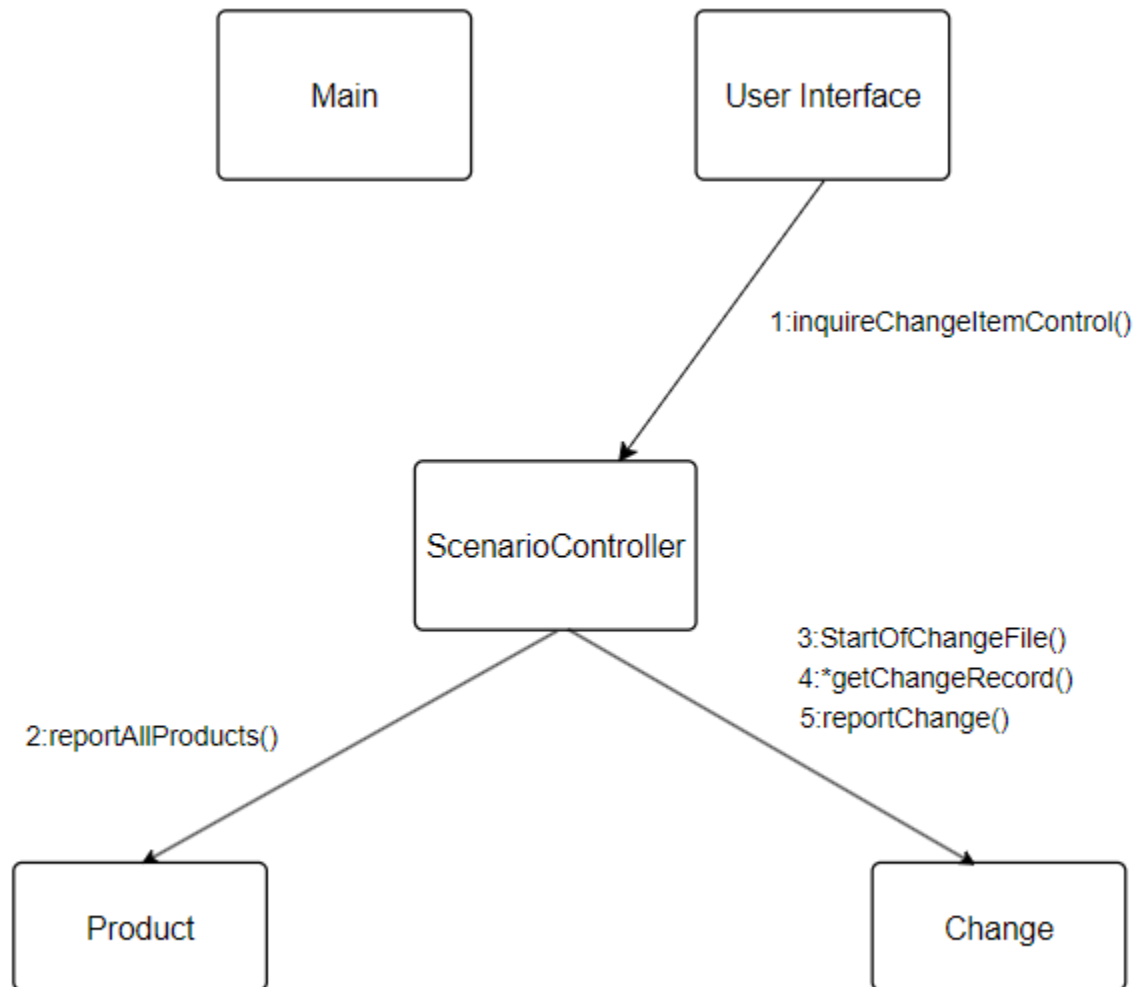 Main
User Interface
1:inquireChangeItemControl()
ScenarioController
3:StartOfChangeFile()
4:*getChangeRecord()
5:reportChange()
2:reportAllProducts()
Product
Change